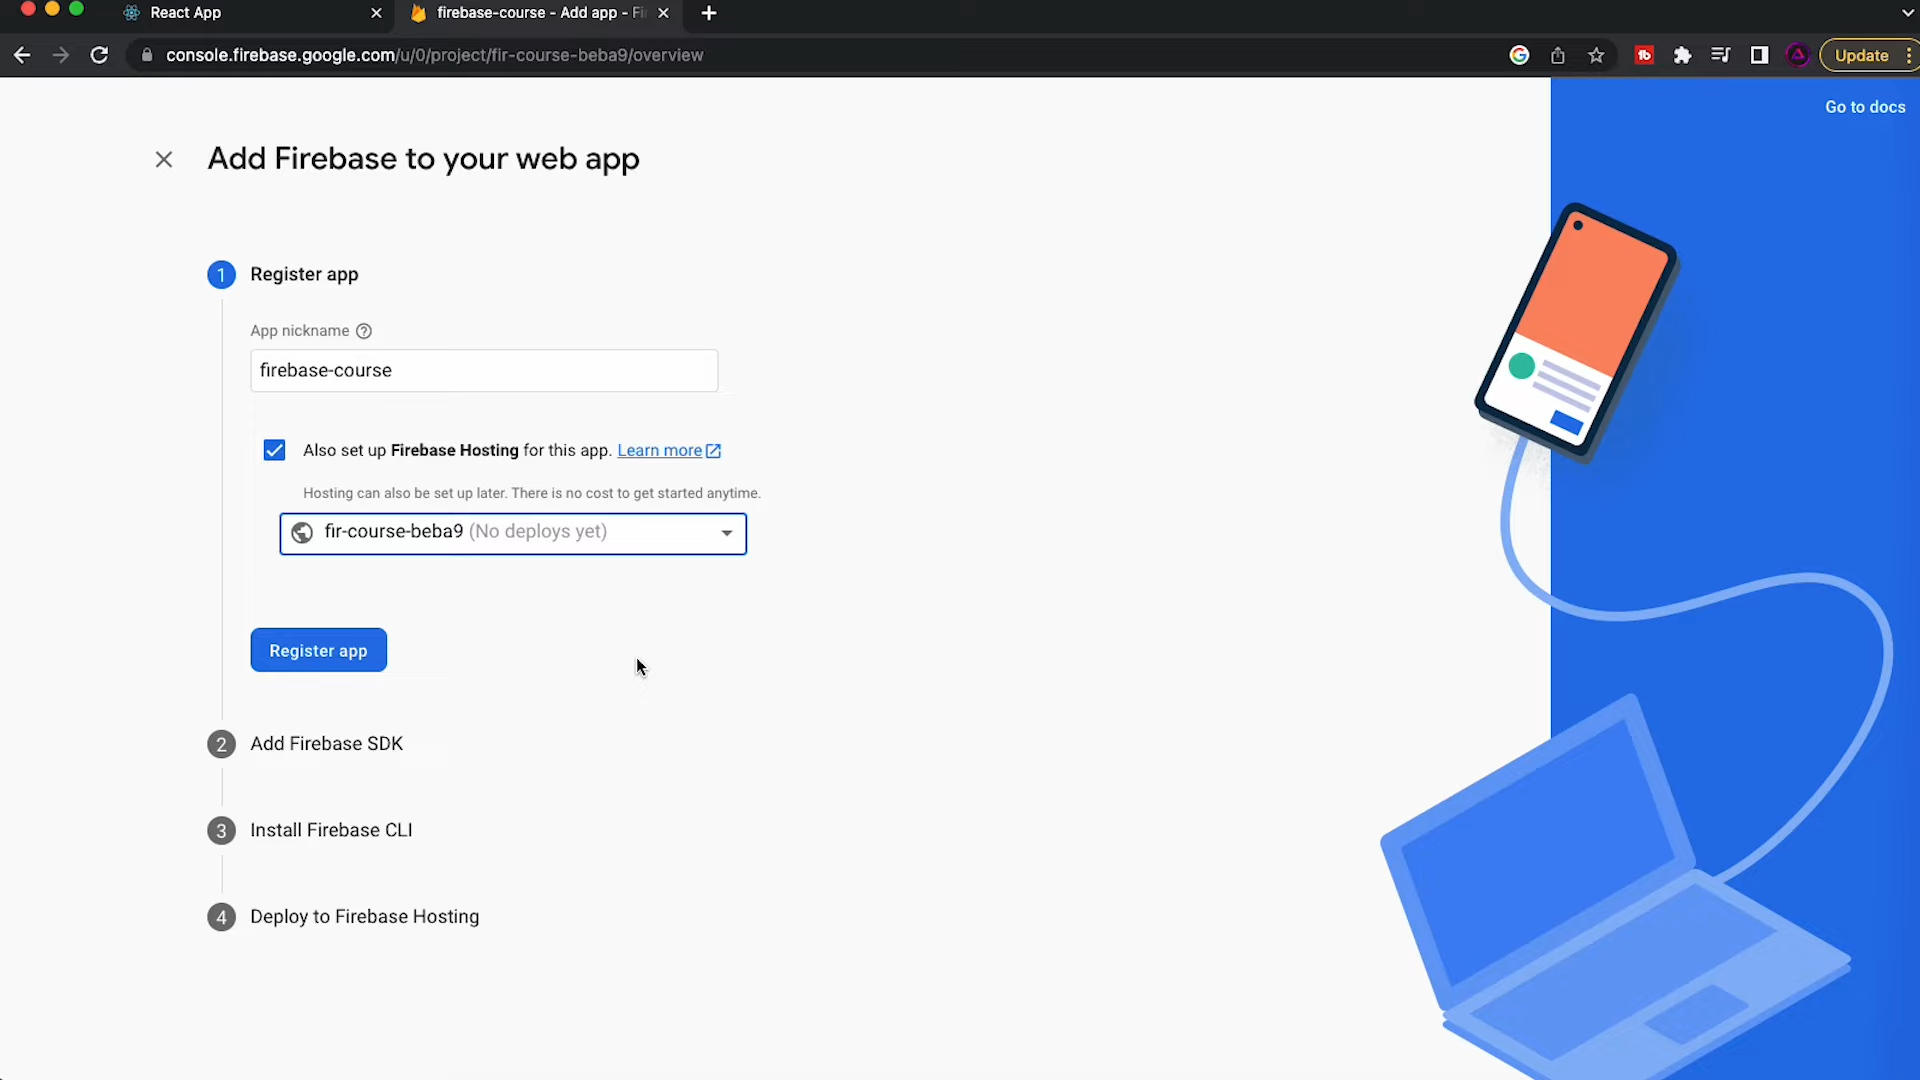 React App
firebase-course - Add app - Fi
console.firebase.google.com/u/0/project/fir-course-beba9/overview
Update
Go to docs
Add Firebase to your web app
1 Register app
App nickname
firebase-course
Also set up Firebase Hosting for this app. Learn more
Hosting can also be set up later. There is no cost to get started anytime.
fir-course-beba9 (No deploys yet)
Register app
2 Add Firebase SDK
3 Install Firebase CLI
4 Deploy to Firebase Hosting